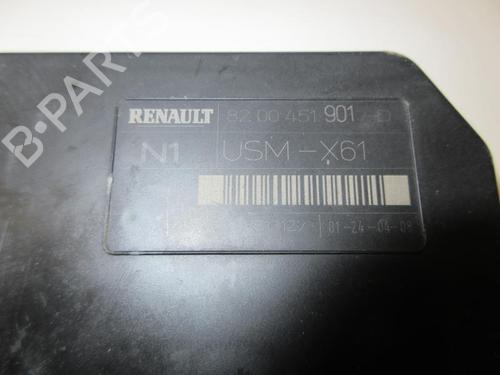 RENAULT 82 00 451 901 / D
N1 USM - X61
01-24-04-08
B-PARTS